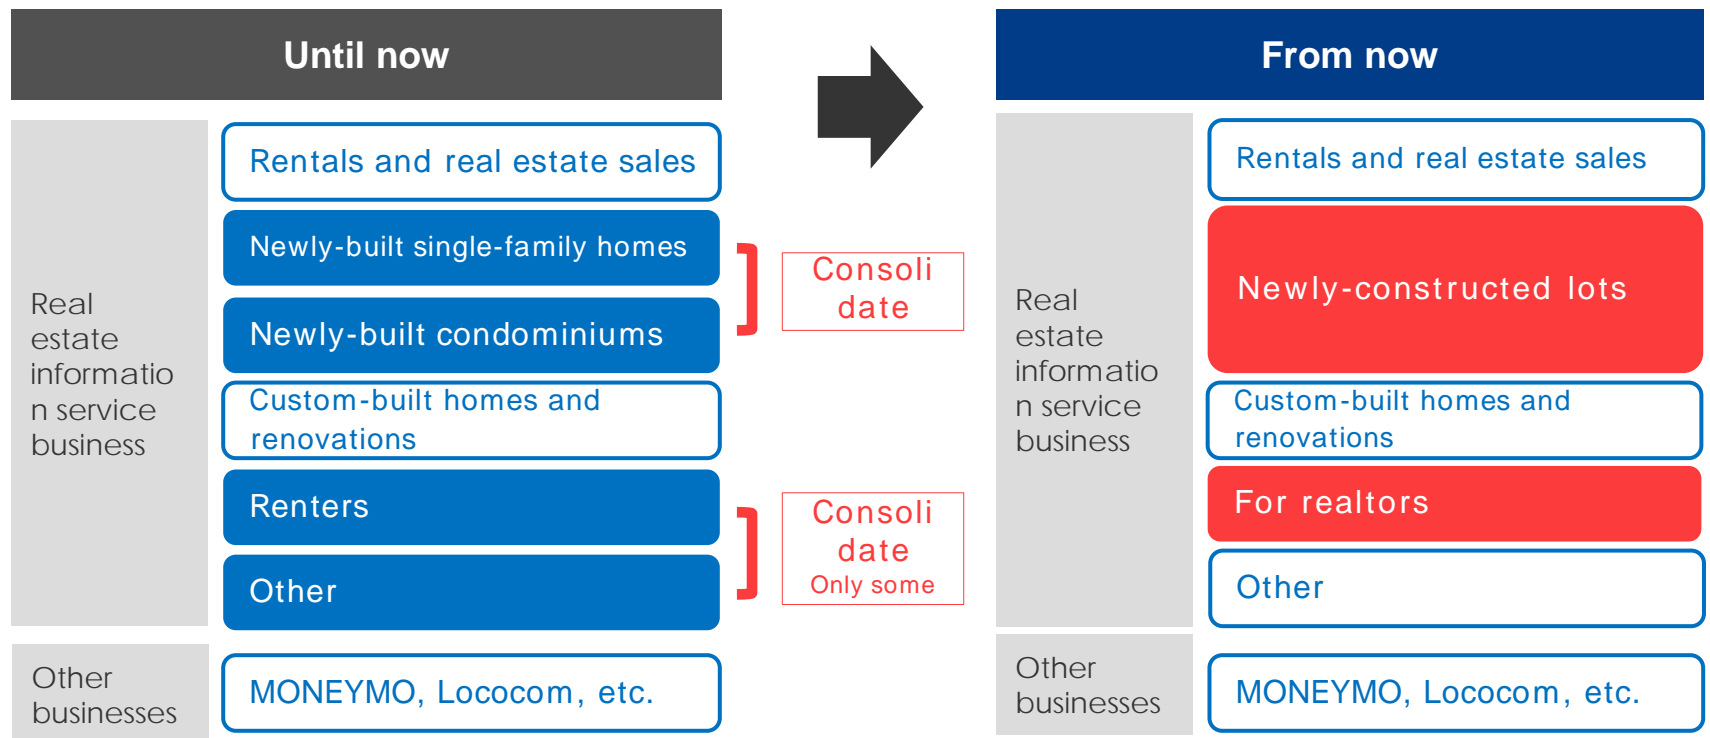 Until now
Real
estate
informatio
n service
business
Rentals and real estate sales
Newly-built single-family homes
Newly-built condominiums
Custom-built homes and
renovations
Renters
Other
Other
businesses
MONEYMO, Lococom, etc.
Consoli
date
Consoli
date
Only some
From now
Real
estate
informatio
n service
business
Rentals and real estate sales
Newly-constructed lots
Custom-built homes and
renovations
For realtors
Other
Other
businesses
MONEYMO, Lococom, etc.